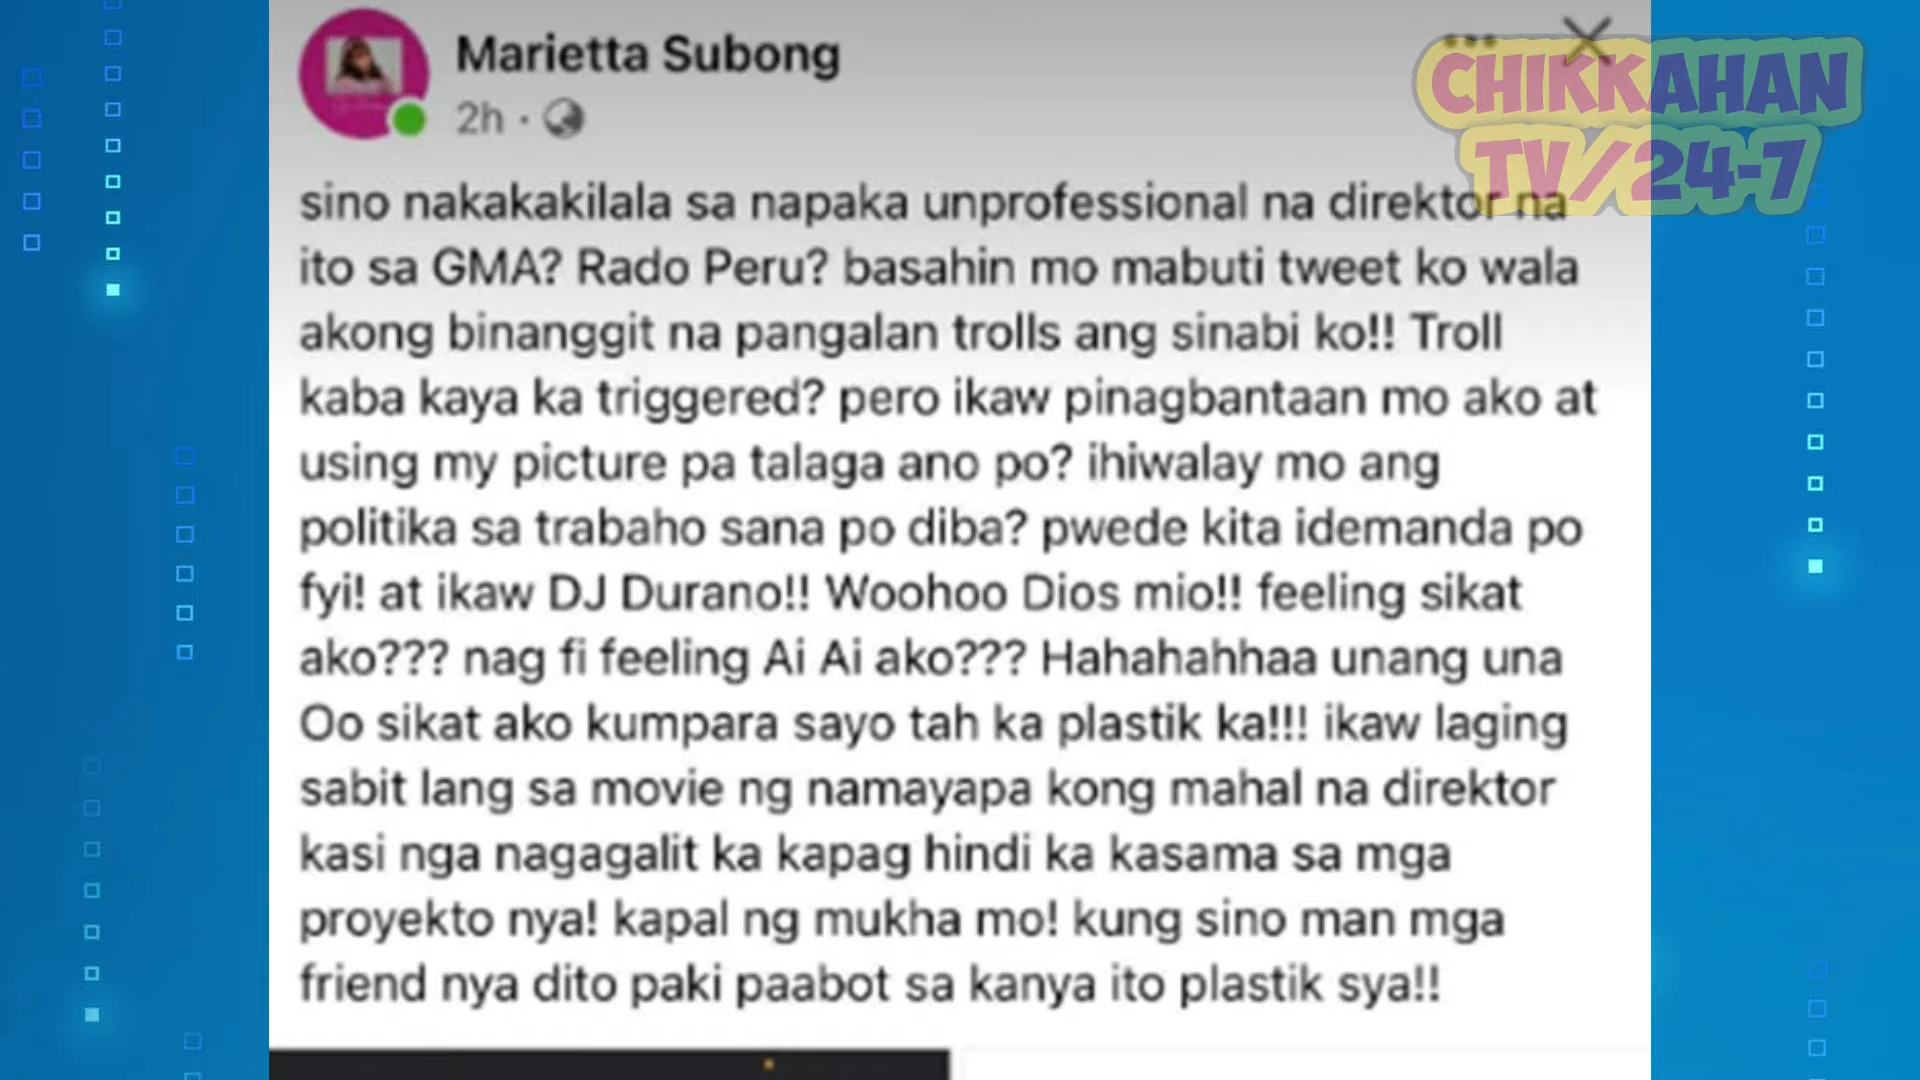 Marietta Subong
2h
CHIKKAHAN
TV/24-7
sino nakakakilala sa napaka unprofessional na direktor na
ito sa GMA? Rado Peru? basahin mo mabuti tweet ko wala
akong binanggit na pangalan trolls ang sinabi ko!! Troll
kaba kaya ka triggered? pero ikaw pinagbantaan mo ako at
using my picture pa talaga ano po? ihiwalay mo ang
politika sa trabaho sana po diba? pwede kita idemanda po
fyi! at ikaw DJ Durano!! Woohoo Dios mio!! feeling sikat
ako??? nag fi feeling Ai Ai ako??? Hahahahhaa unang una
Oo sikat ako kumpara sayo tah ka plastik ka!!! ikaw laging
sabit lang sa movie ng namayapa kong mahal na direktor
kasi nga nagagalit ka kapag hindi ka kasama sa mga
proyekto nya! kapal ng mukha mo! kung sino man mga
friend nya dito paki paabot sa kanya ito plastik sya!!